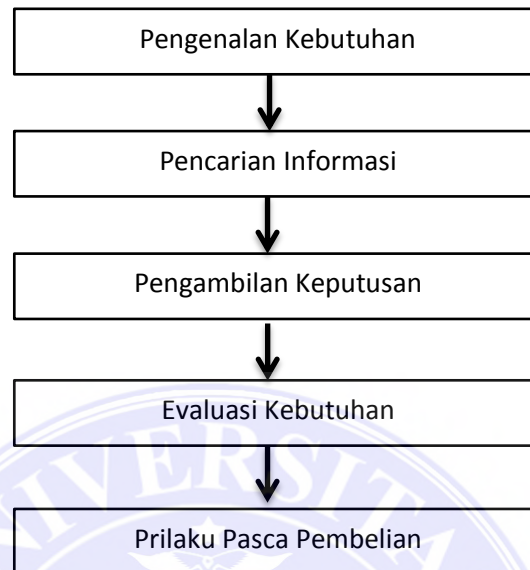 Pengenalan Kebutuhan
Pencarian Informasi
Pengambilan Keputusan
Evaluasi Kebutuhan
Prilaku Pasca Pembelian